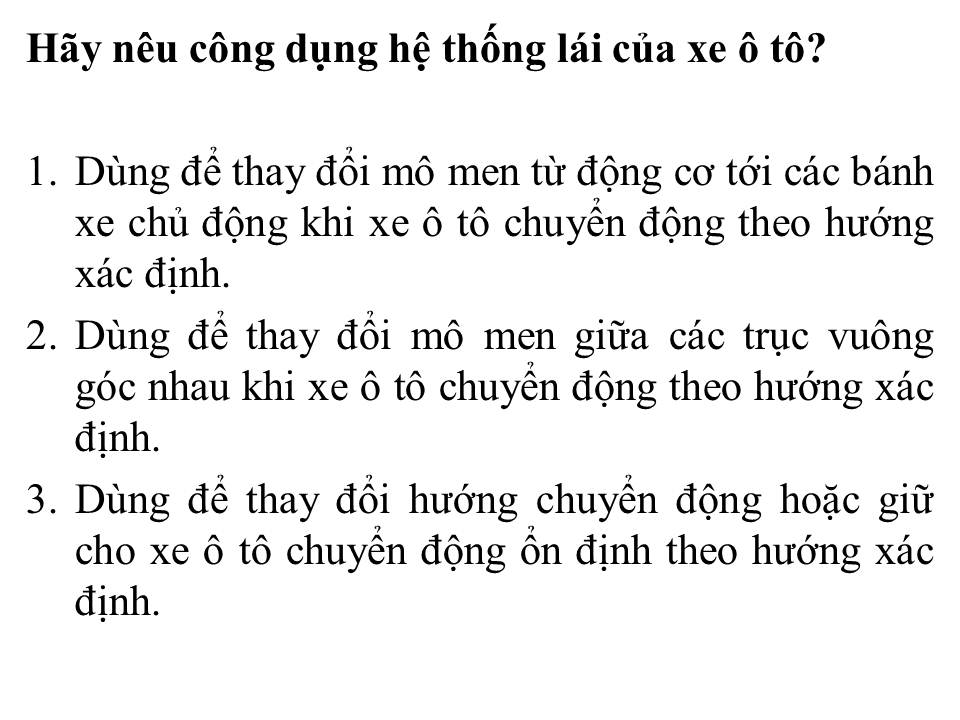 Hãy nêu công dụng hệ thống lái của xe ô tô?
1. Dùng để thay đổi mô men từ động cơ tới các bánh
xe chủ động khi xe ô tô chuyển động theo hướng
xác định.
2. Dùng để thay đổi mô men giữa các trục vuông
góc nhau khi xe ô tô chuyển động theo hướng xác
định.
3. Dùng để thay đổi hướng chuyển động hoặc giữ
cho xe ô tô chuyển động ổn định theo hướng xác
định.